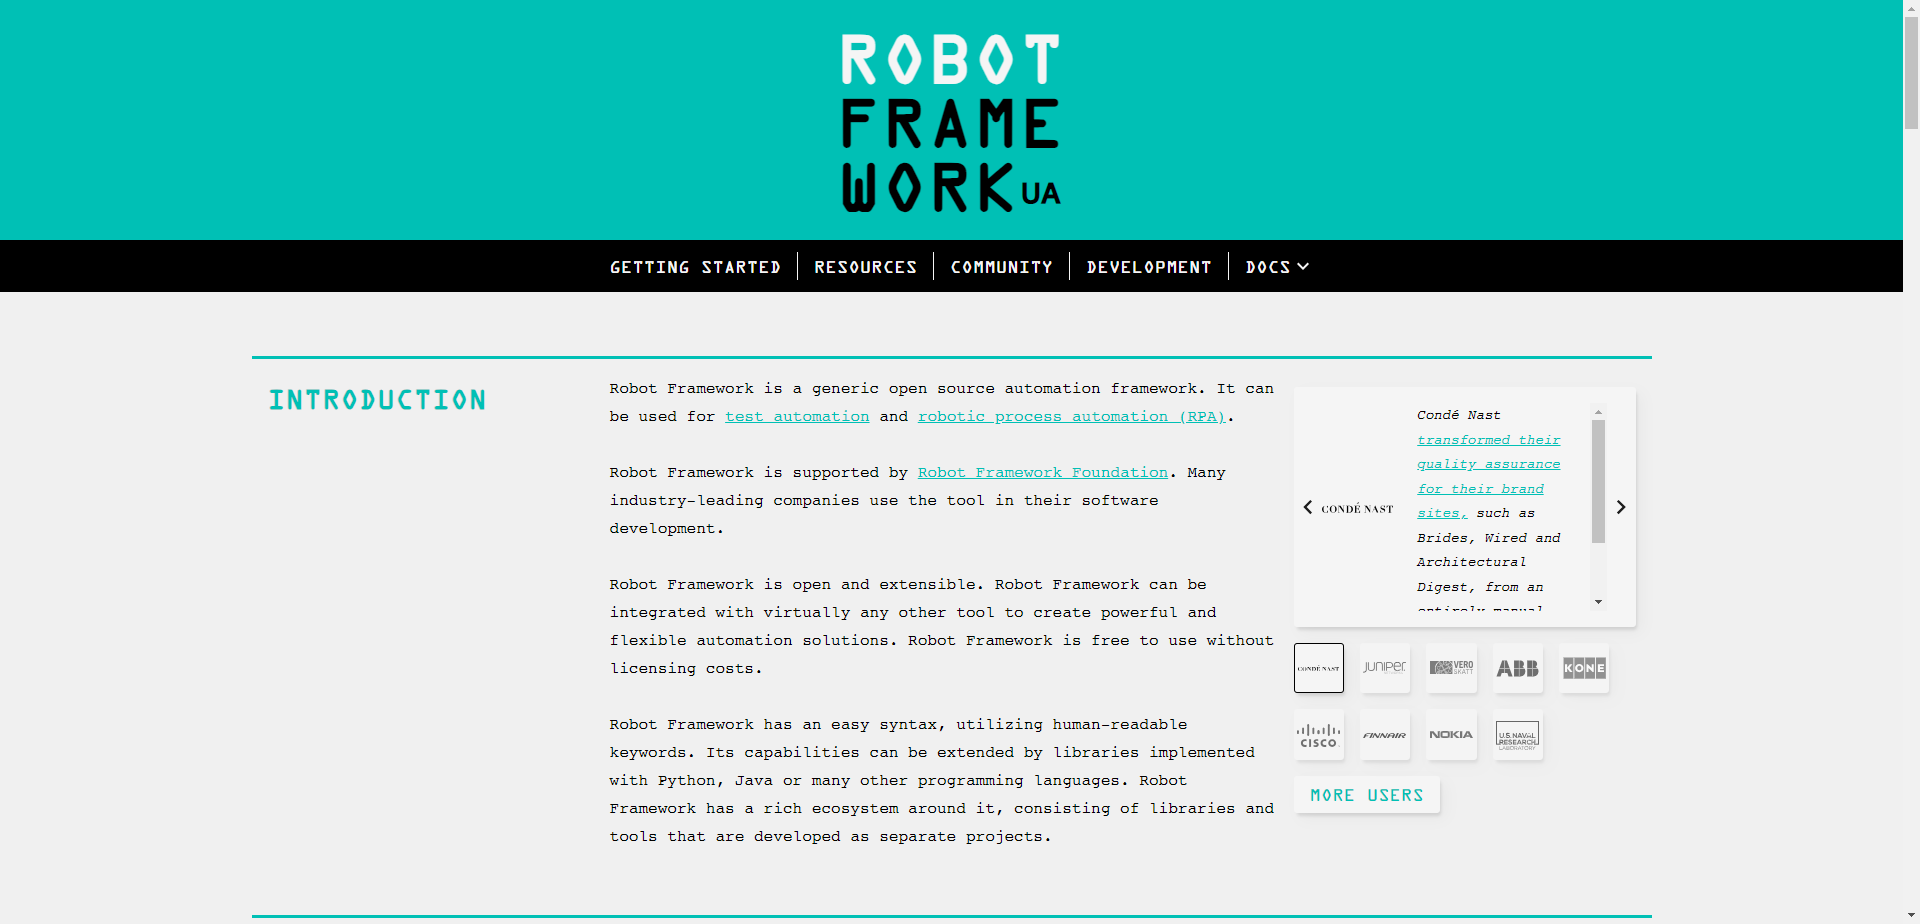 ROBOT
FRAME
WORK UA
GETTING STARTED
RESOURCES
COMMUNITY
DEVELOPMENT
DOCS
INTRODUCTION
Robot Framework is a generic open source automation framework. It can
be used for test automation and robotic process automation (RPA).
Robot Framework is supported by Robot Framework Foundation. Many
industry-leading companies use the tool in their software
development.
Robot Framework is open and extensible. Robot Framework can be
integrated with virtually any other tool to create powerful and
flexible automation solutions. Robot Framework is free to use without
licensing costs.
Robot Framework has an easy syntax, utilizing human-readable
keywords. Its capabilities can be extended by libraries implemented
with Python, Java or many other programming languages. Robot
Framework has a rich ecosystem around it, consisting of libraries and
tools that are developed as separate projects.
CONDÉ NAST
Condé Nast
transformed their
quality assurance
for their brand
sites, such as
Brides, Wired and
Architectural
Digest, from an
entirely manual
CONDÉ NAST
JUNIPER
VERO
SKATT
ABB
KONE
CISCO
FINNAIR
NOKIA
U.S. NAVAL
RESEARCH
LABORATORY
MORE USERS